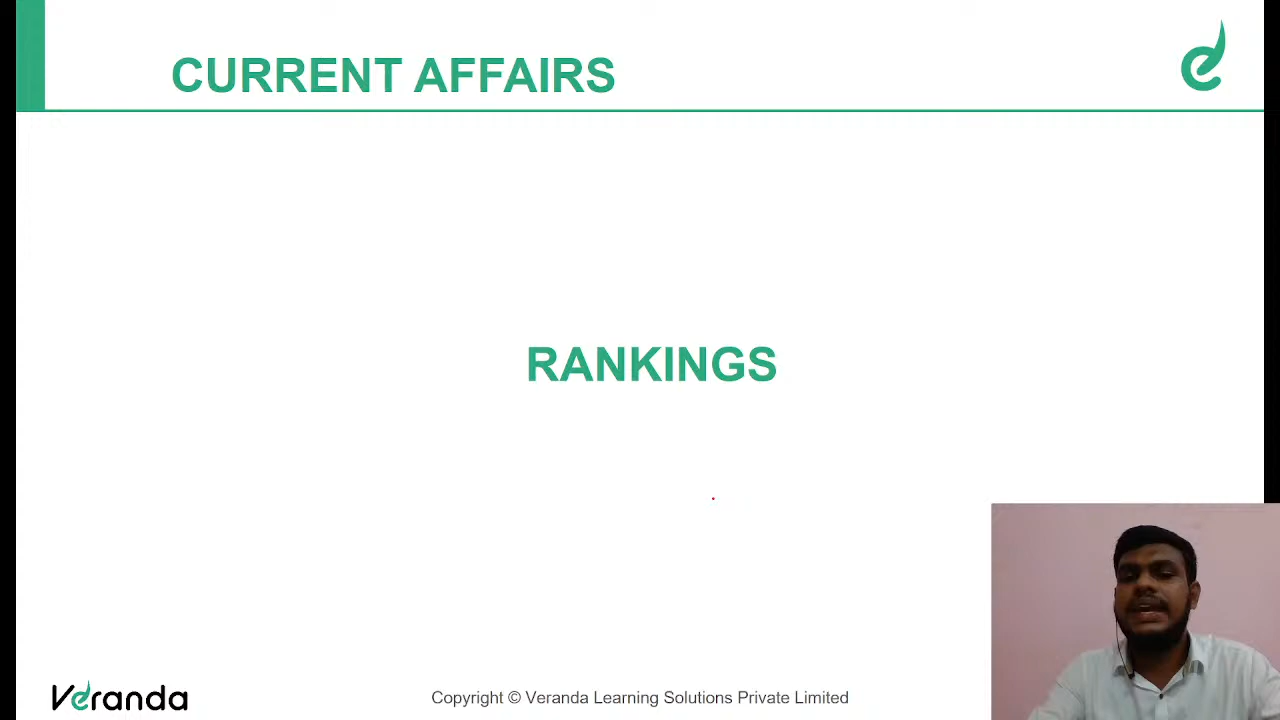 CURRENT AFFAIRS
RANKINGS
Veranda
Copyright © Veranda Learning Solutions Private Limited